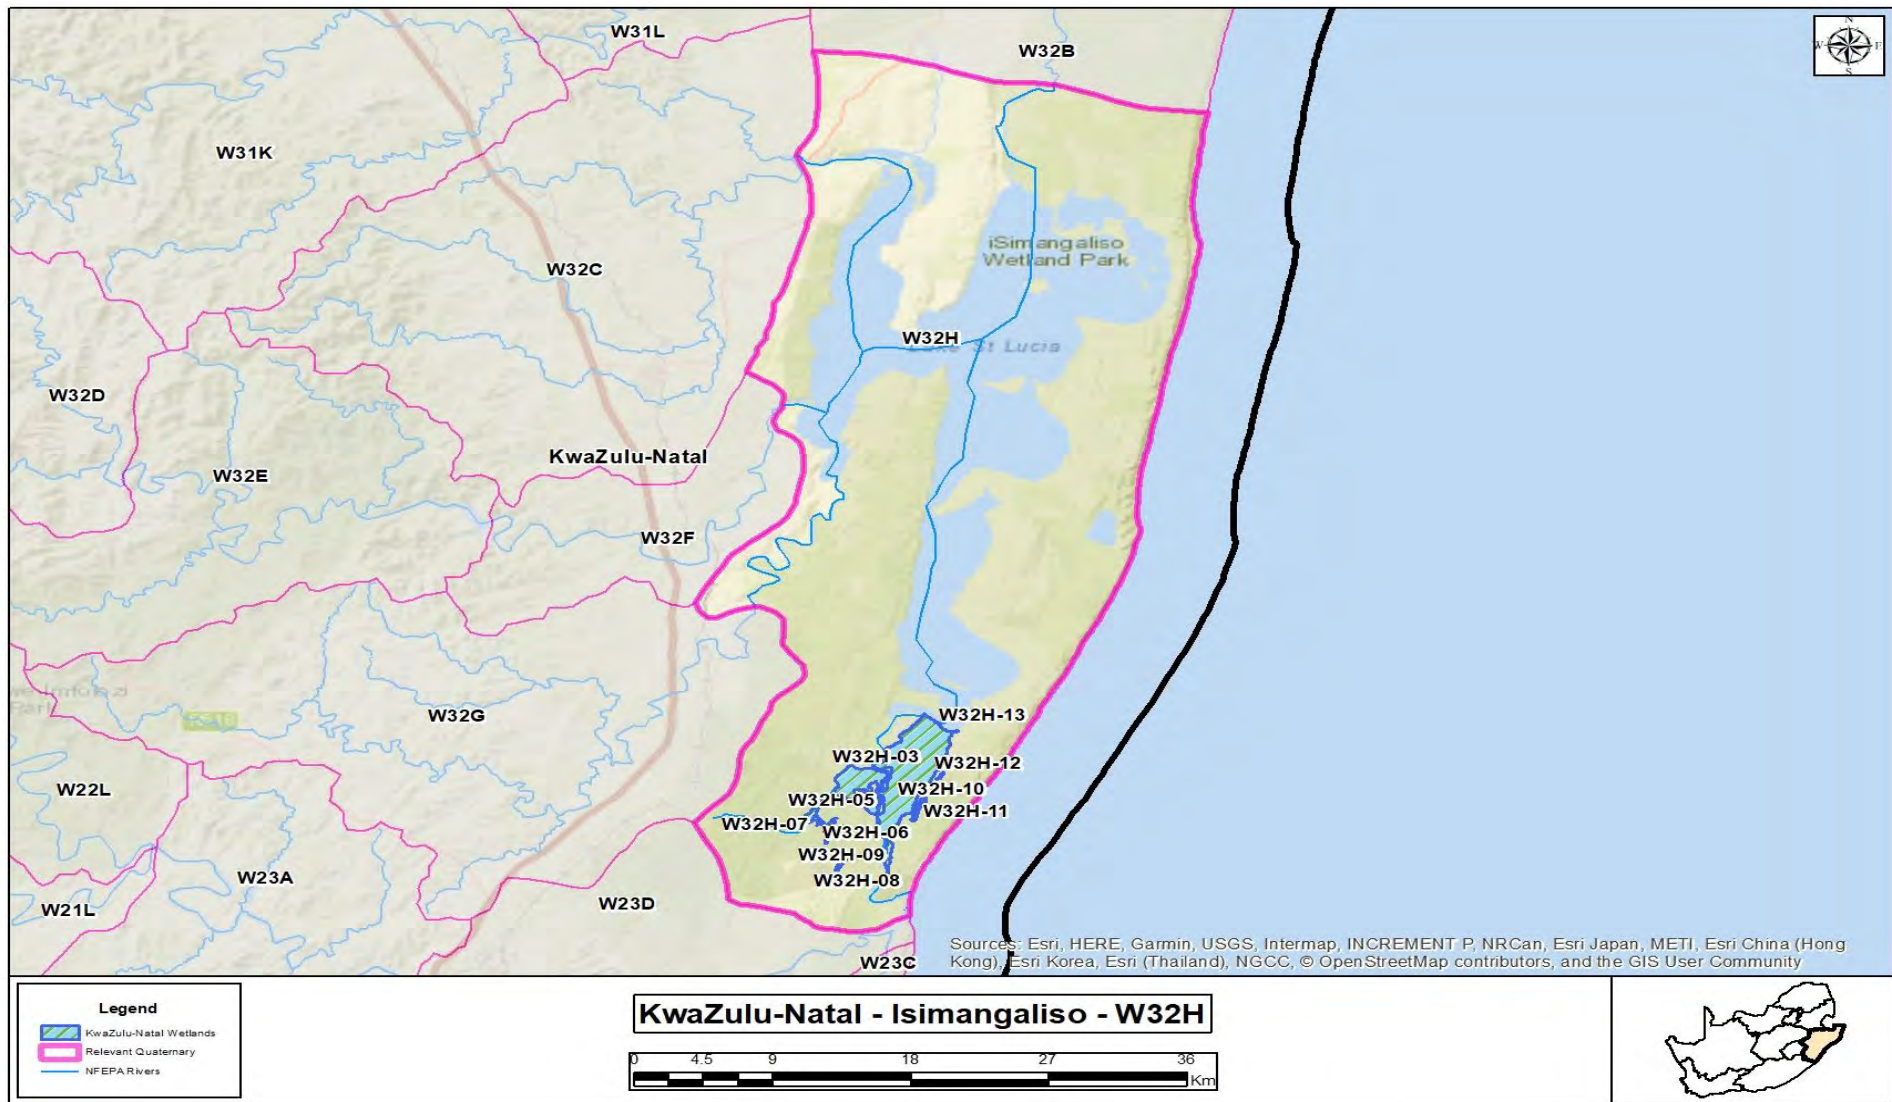 W31L
W32B
N
W
E
S
W31K
iSimangaliso
Wetland Park
W32C
W32H
Lake St Lucia
W32D
KwaZulu-Natal
W32E
W32F
W32G
W32H-13
W32H-03
W32H-12
W22L
W32H-10
W32H-05
W32H-11
W32H-07
W32H-06
W32H-09
W23A
W32H-08
W21L
W23D
W23C
Sources: Esri, HERE, Garmin, USGS, Intermap, INCREMENT P, NRCan, Esri Japan, METI, Esri China (Hong
Kong), Esri Korea, Esri (Thailand), NGCC, © OpenStreetMap contributors, and the GIS User Community
Legend
KwaZulu-Natal Wetlands
Relevant Quaternary
NFEPA Rivers
KwaZulu-Natal - Isimangaliso - W32H
0 4.5 9 18 27 36
Km